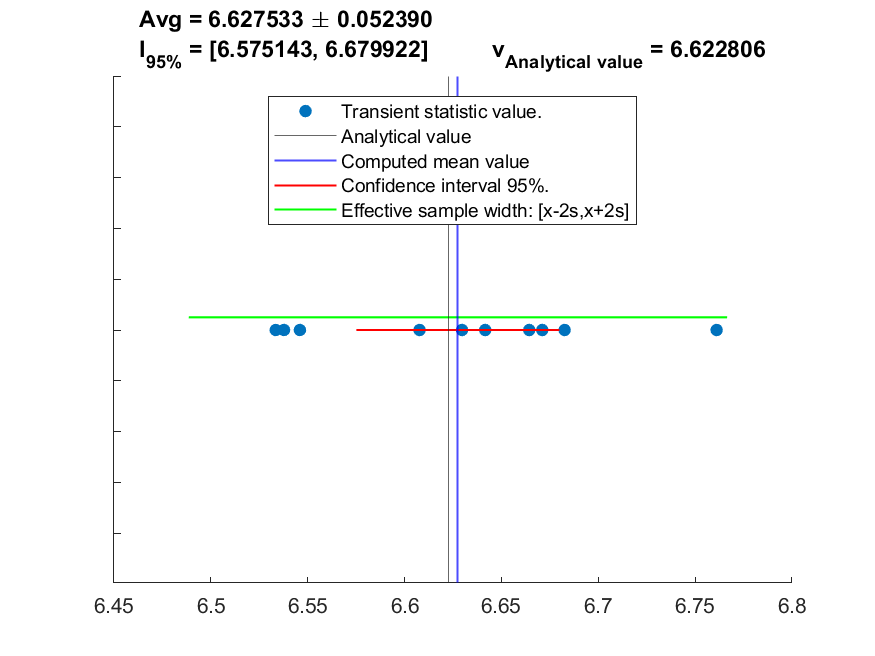 Avg = 6.627533 ± 0.052390
I95% = [6.575143, 6.679922] vAnalytical value = 6.622806
Transient statistic value.
Analytical value
Computed mean value
Confidence interval 95%.
Effective sample width: [x-2s,x+2s]
6.45 6.5 6.55 6.6 6.65 6.7 6.75 6.8